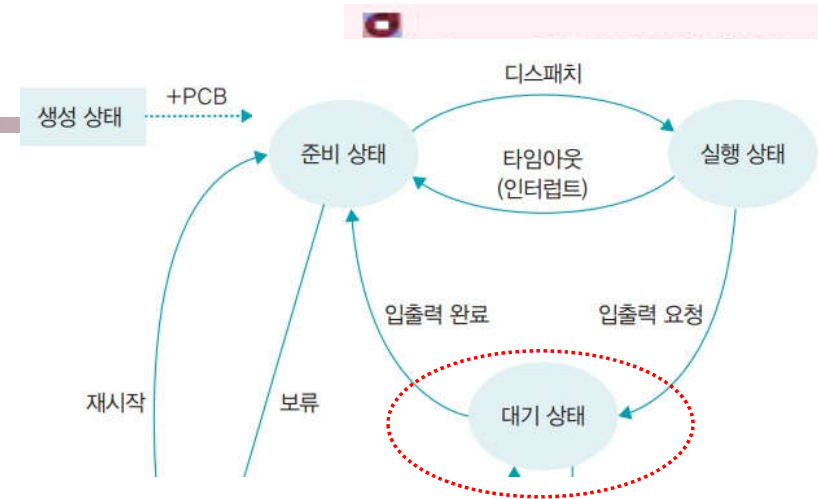 디스패치
+PCB
생성 상태
준비 상태
타임아웃
(인터럽트)
실행 상태
입출력 완료
입출력 요청
재시작
보류
대기 상태